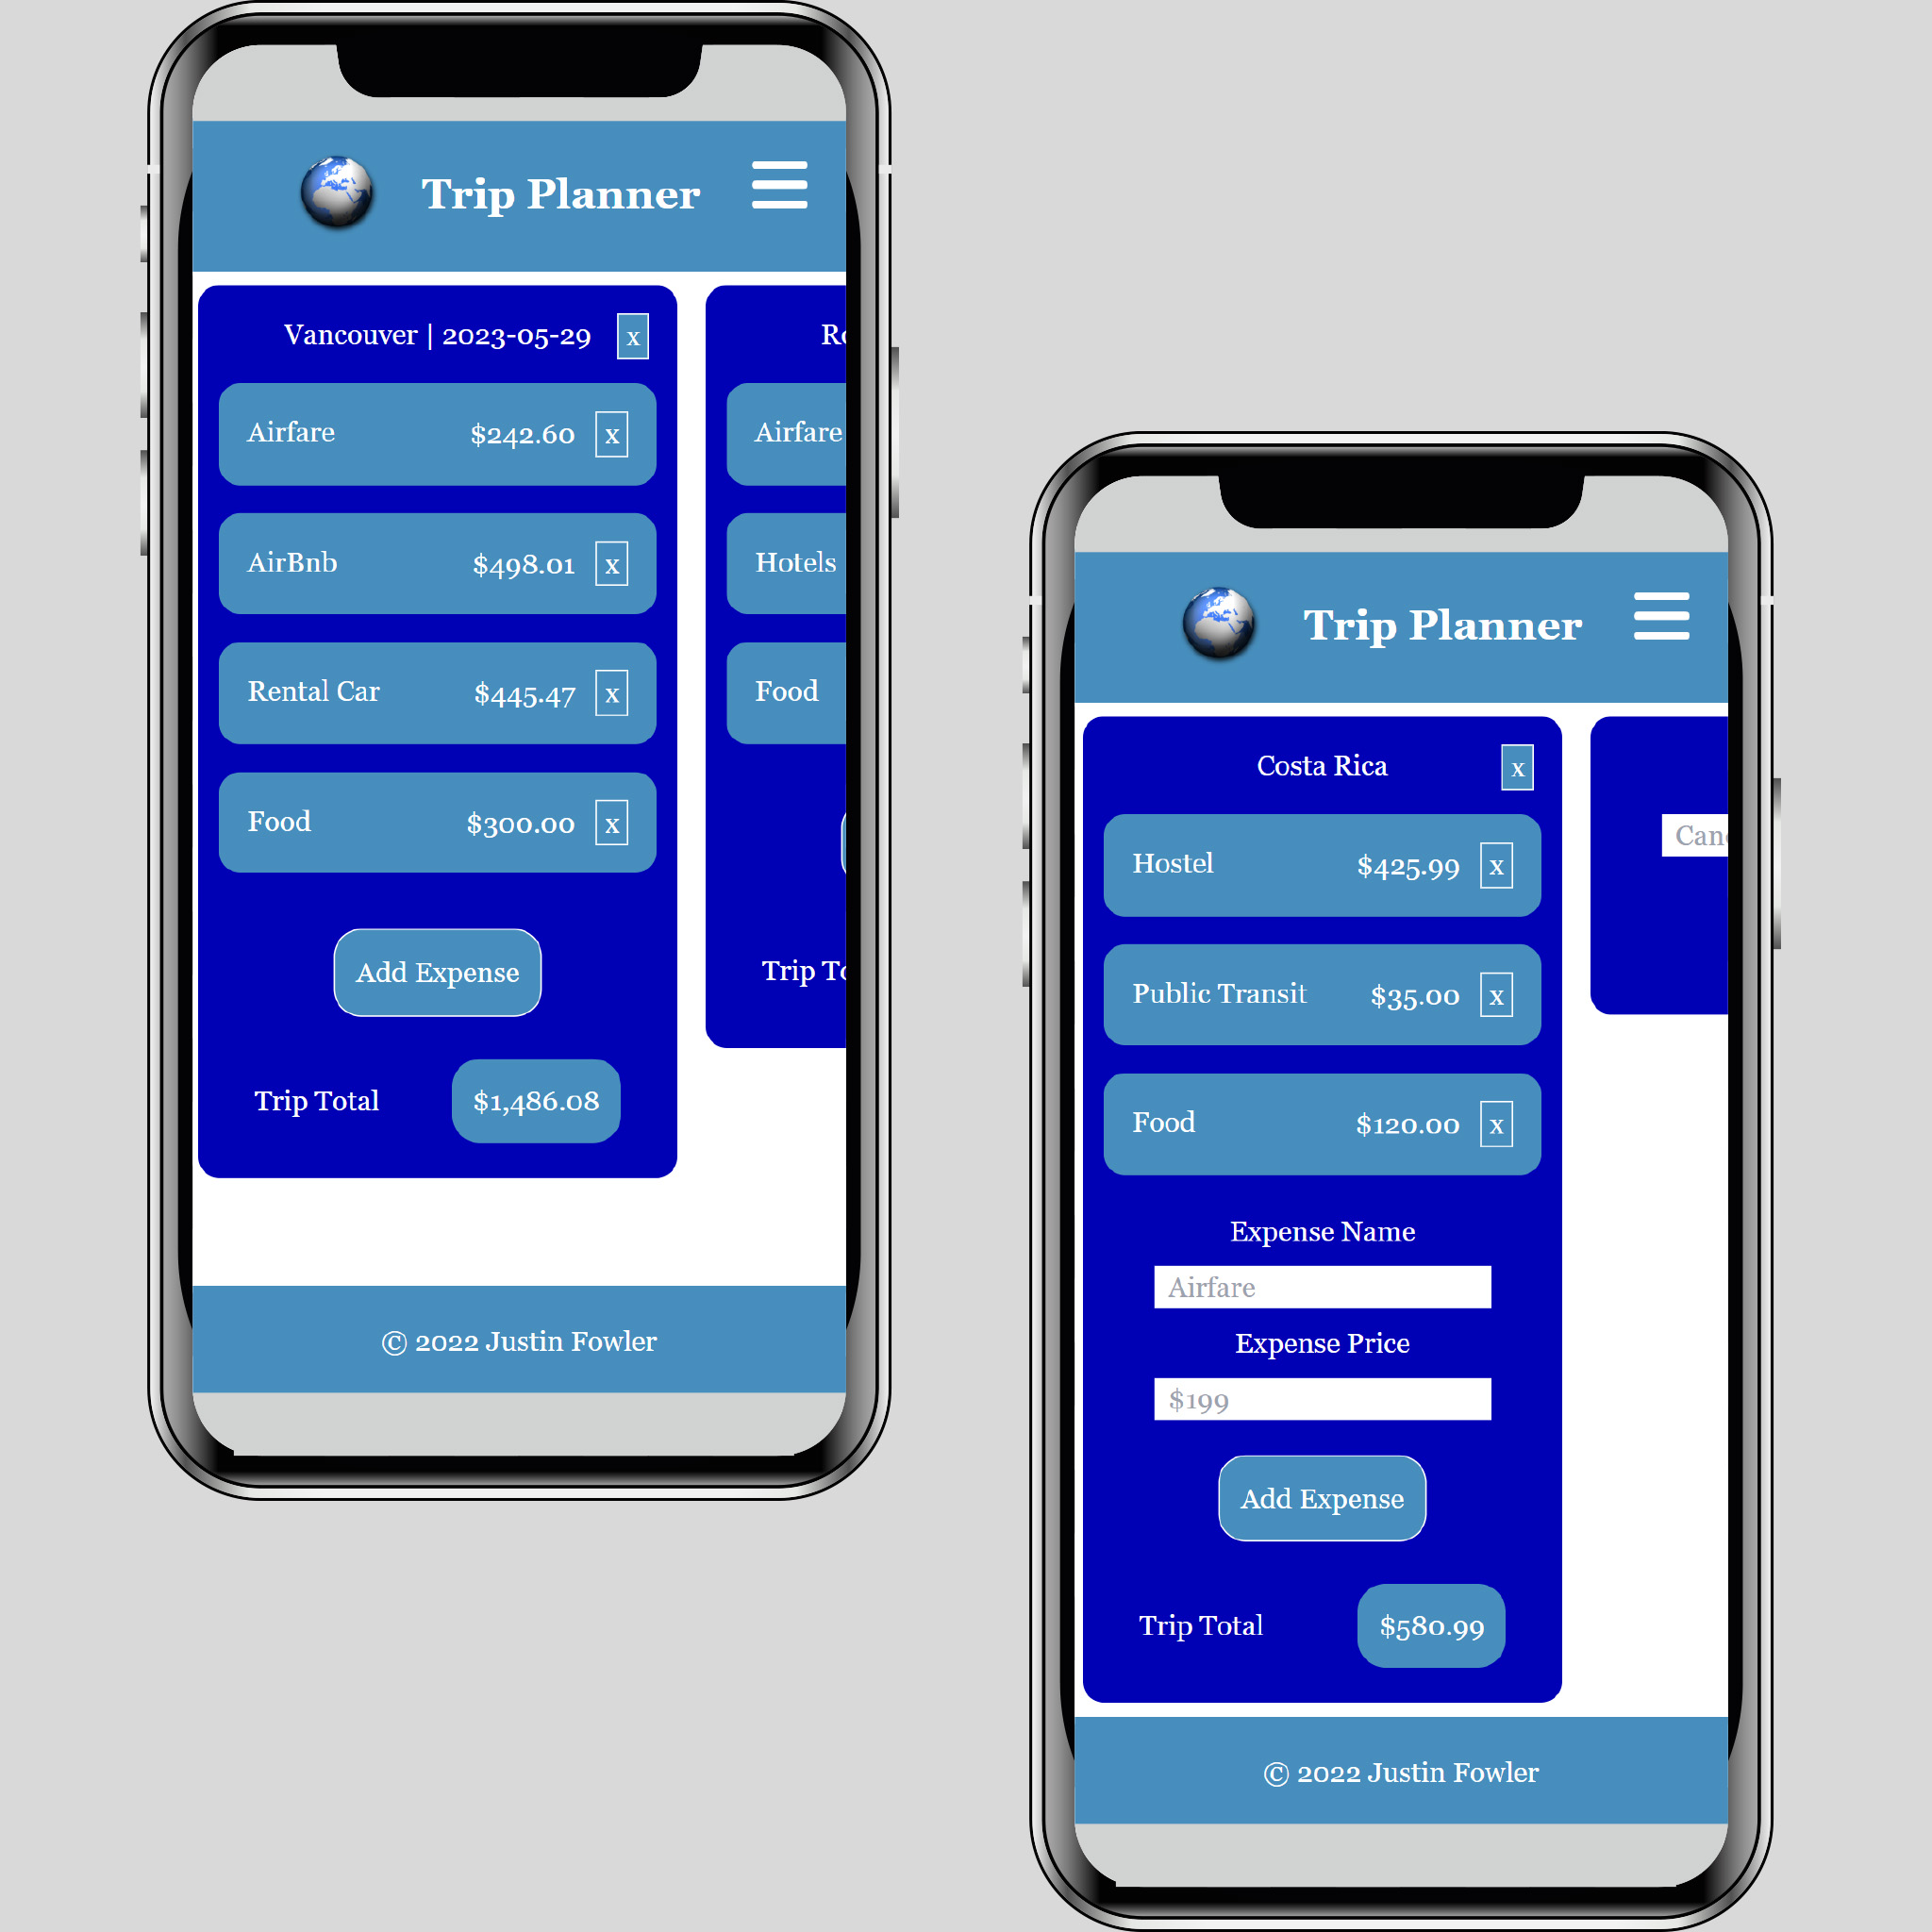 Trip Planner
Vancouver | 2023-05-29 x
Airfare $242.60 x
AirBnb $498.01 x
Rental Car $445.47 x
Food $300.00 x
Add Expense
Trip Total $1,486.08
Airfare
Hotels
Food
Trip
© 2022 Justin Fowler
Trip Planner
Costa Rica x
Hostel $425.99 x
Public Transit $35.00 x
Food $120.00 x
Expense Name
Airfare
Expense Price
$199
Add Expense
Trip Total $580.99
© 2022 Justin Fowler